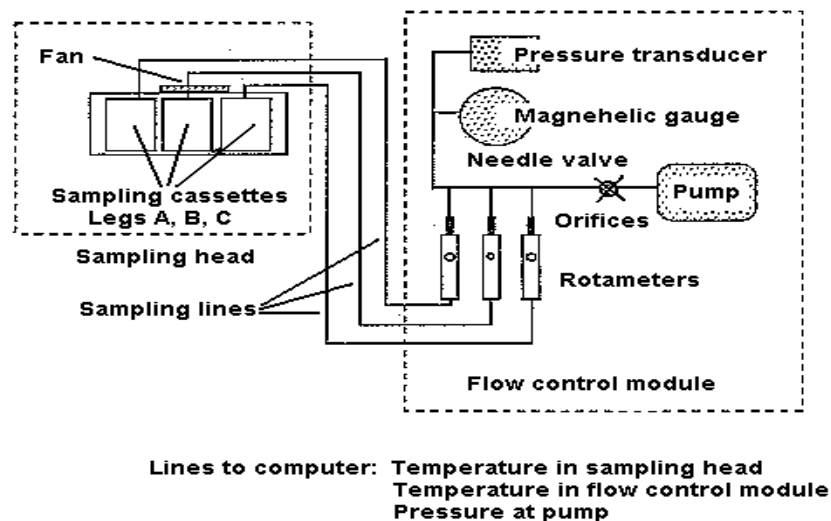 Fan
Sampling cassettes
Legs A, B, C
Sampling head
Sampling lines
Pressure transducer
Magnehelic gauge
Needle valve
Pump
Orifices
Rotameters
Flow control module
Lines to computer: Temperature in sampling head
Temperature in flow control module
Pressure at pump